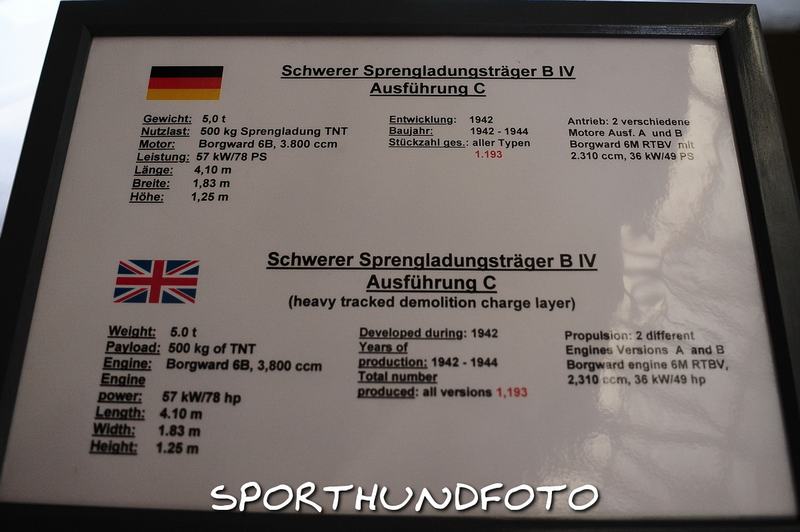 Schwerer Sprengladungsträger B IV
Ausführung C
Gewicht: 5,0 t
Nutzlast: 500 kg Sprengladung TNT
Motor: Borgward 6B, 3.800 ccm
Leistung: 57 kW/78 PS
Länge: 4,10 m
Breite: 1,83 m
Höhe: 1,25 m
Entwicklung: 1942
Baujahr: 1942 - 1944
Stückzahl ges.: aller Typen
1.193
Antrieb: 2 verschiedene
Motore Ausf. A und B
Borgward 6M RTBV mit
2.310 ccm, 36 kW/49 PS
Schwerer Sprengladungsträger B IV
Ausführung C
(heavy tracked demolition charge layer)
Weight: 5.0 t
Payload: 500 kg of TNT
Engine: Borgward 6B, 3,800 ccm
Engine
power: 57 kW/78 hp
Length: 4.10 m
Width: 1.83 m
Height: 1.25 m
Developed during: 1942
Years of
production: 1942 - 1944
Total number
produced: all versions 1,193
Propulsion: 2 different
Engines Versions A and B
Borgward engine 6M RTBV,
2,310 ccm, 36 kW/49 hp
SPORTHUNDFOTO